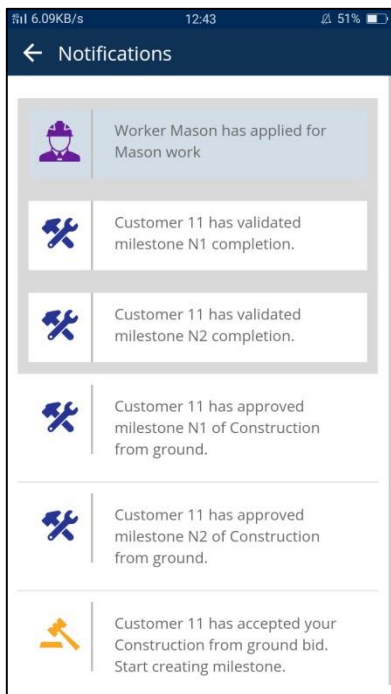 6.09KB/s 12:43 51%
Notifications
Worker Mason has applied for
Mason work
Customer 11 has validated
milestone N1 completion.
Customer 11 has validated
milestone N2 completion.
Customer 11 has approved
milestone N1 of Construction
from ground.
Customer 11 has approved
milestone N2 of Construction
from ground.
Customer 11 has accepted your
Construction from ground bid.
Start creating milestone.